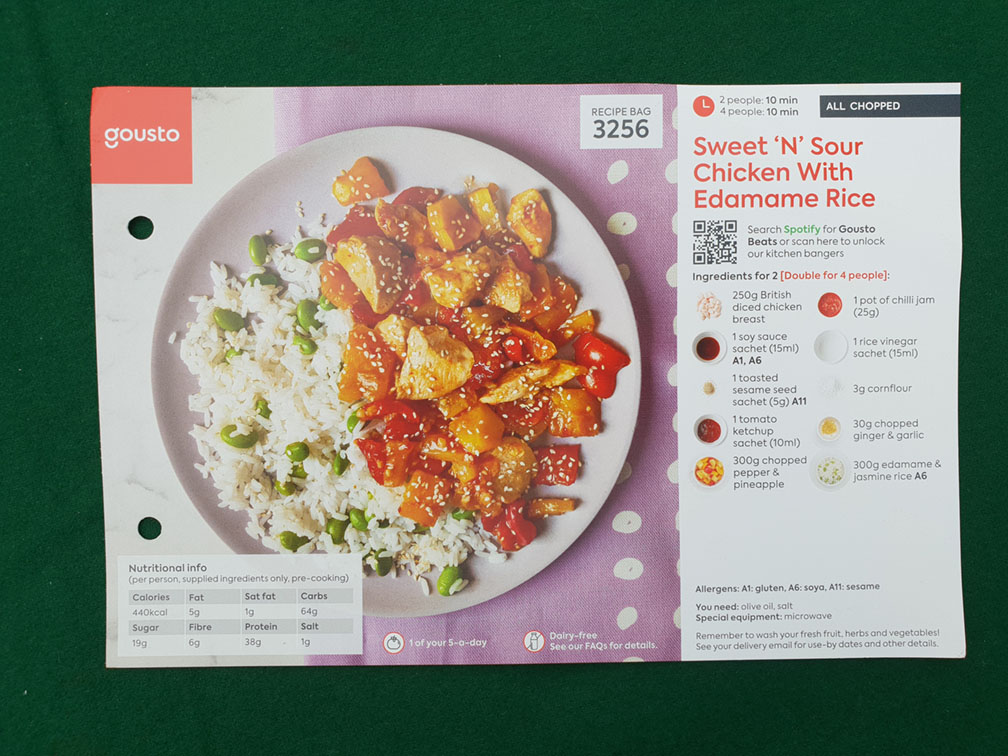 gousto
RECIPE BAG
3256
2 people: 10 min
4 people: 10 min
ALL CHOPPED
Sweet ‘N’ Sour
Chicken With
Edamame Rice
Search Spotify for Gousto
Beats or scan here to unlock
our kitchen bangers
Ingredients for 2 [Double for 4 people]:
250g British
diced chicken
breast
1 pot of chilli jam
(25g)
1 soy sauce
sachet (15ml)
A1, A6
1 rice vinegar
sachet (15ml)
1 toasted
sesame seed
sachet (5g) A11
3g cornflour
1 tomato
ketchup
sachet (10ml)
30g chopped
ginger & garlic
300g chopped
pepper &
pineapple
300g edamame &
jasmine rice A6
Nutritional info
(per person, supplied ingredients only, pre-cooking)
Calories Fat Sat fat Carbs
440kcal 5g 1g 64g
Sugar Fibre Protein Salt
19g 6g 38g 1g
1 of your 5-a-day
Dairy-free
See our FAQs for details.
Allergens: A1: gluten, A6: soya, A11: sesame
You need: olive oil, salt
Special equipment: microwave
Remember to wash your fresh fruit, herbs and vegetables!
See your delivery email for use-by dates and other details.